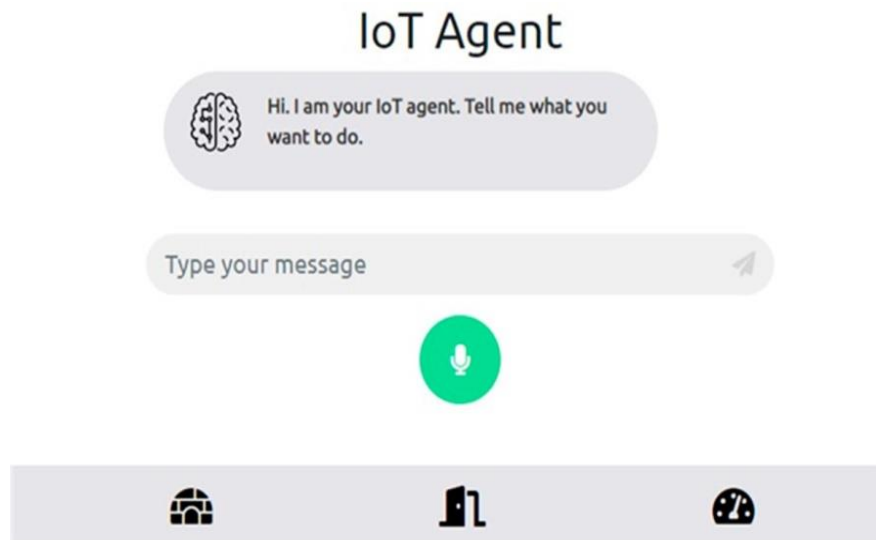 IoT Agent
Hi. I am your IoT agent. Tell me what you
want to do.
Type your message